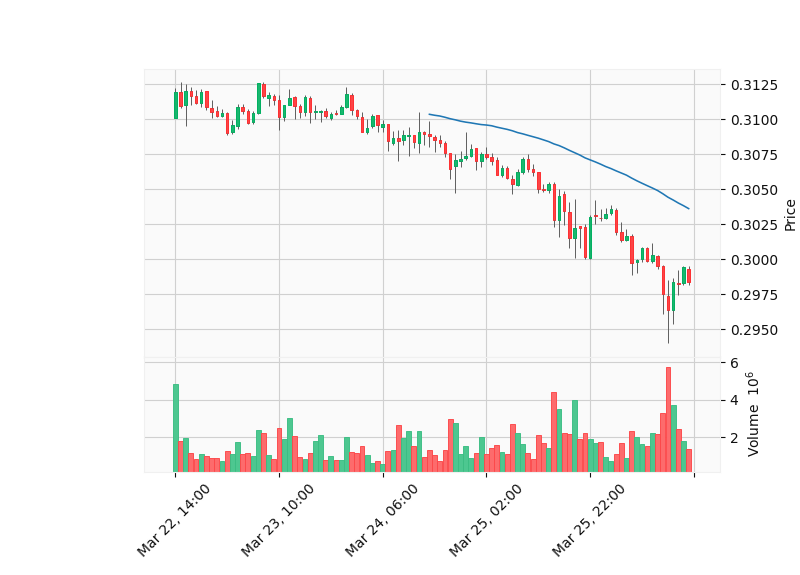 0.3125
0.3100
0.3075
0.3050
0.3025
0.3000
0.2975
0.2950
Price
6
4
2
Volume 10^6
Mar 22, 14:00
Mar 23, 10:00
Mar 24, 06:00
Mar 25, 02:00
Mar 25, 22:00